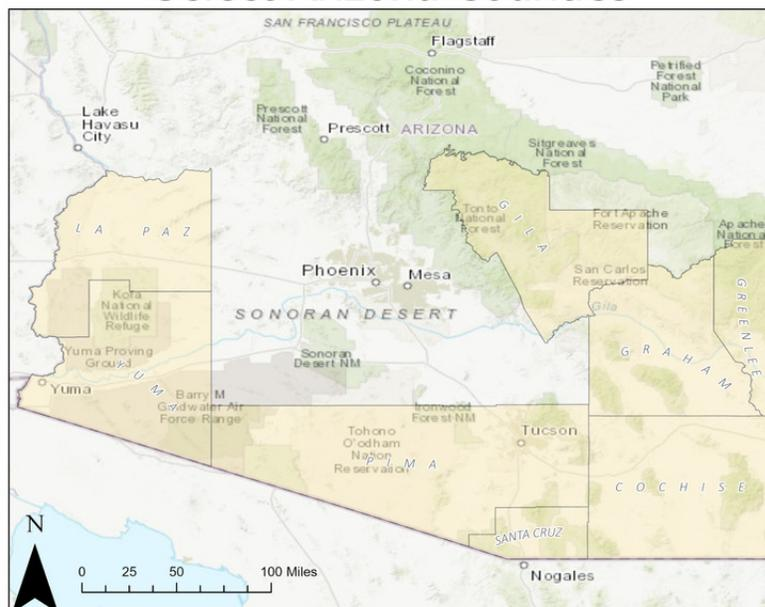 SAN FRANCISCO PLATEAU
Flagstaff
Coconino
National
Forest
Petrified
Forest
National
Park
Lake
Havasu
City
Prescott
National
Forest
Prescott
ARIZONA
Sitgreaves
National
Forest
LA PAZ
Tonto
National
Forest
GILA
Fort Apache
Reservation
Apache
National
Forest
Phoenix
Mesa
San Carlos
Reservation
GREENLEE
Kofa
National
Wildlife
Refuge
SONORAN DESERT
Gila
Yuma Proving
Ground
YUMA
Sonoran
Desert NM
GRAHAM
Yuma
Barry M
Goldwater Air
Force Range
Ironwood
Forest NM
Tohono
O'odham
Nation
Reservation
PIMA
Tucson
COCHISE
SANTA CRUZ
N
0 25 50 100 Miles
Nogales